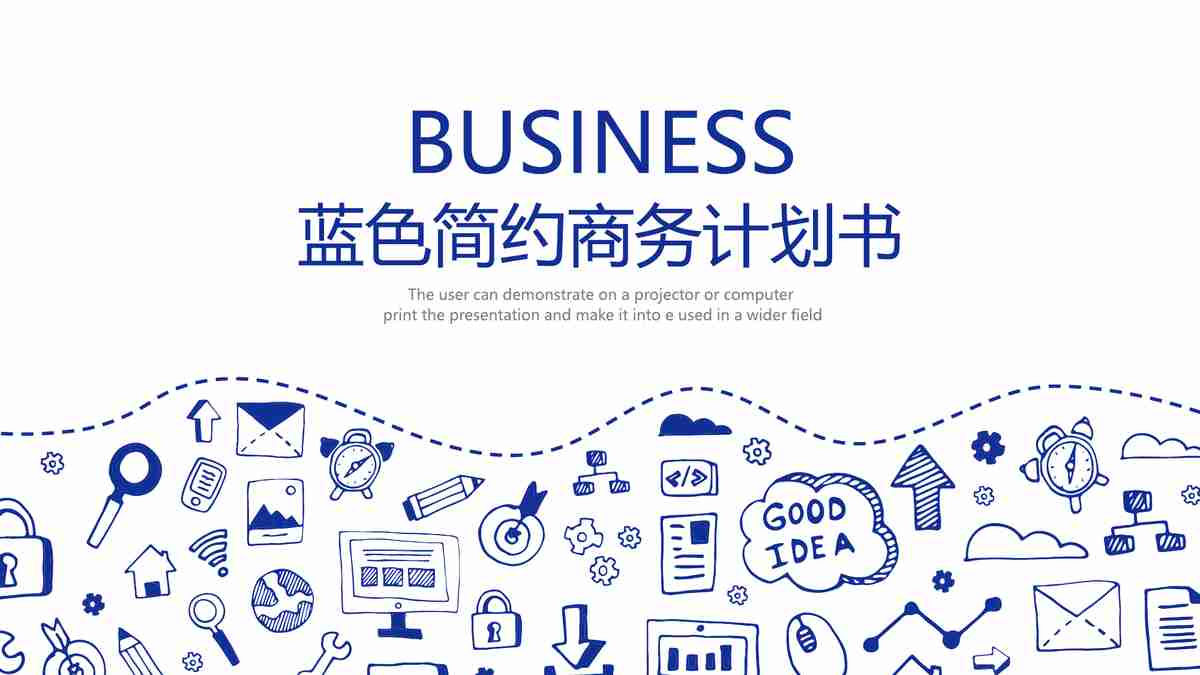 BUSINESS
蓝色简约商务计划书
The user can demonstrate on a projector or computer
print the presentation and make it into e used in a wider field
</>
GOOD
IDEA